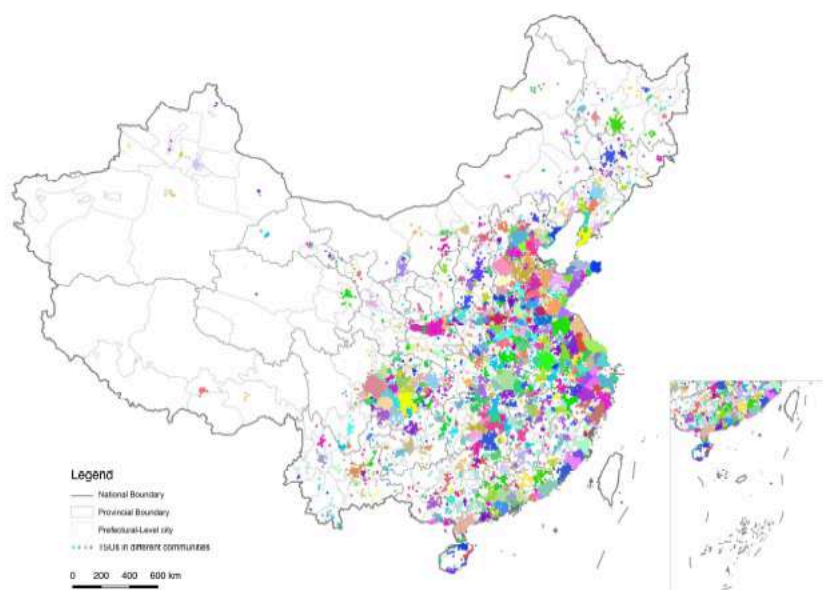 Legend
National Boundary
Provincial Boundary
Prefectural-Level city
TSUs in different communities
0 200 400 600 km